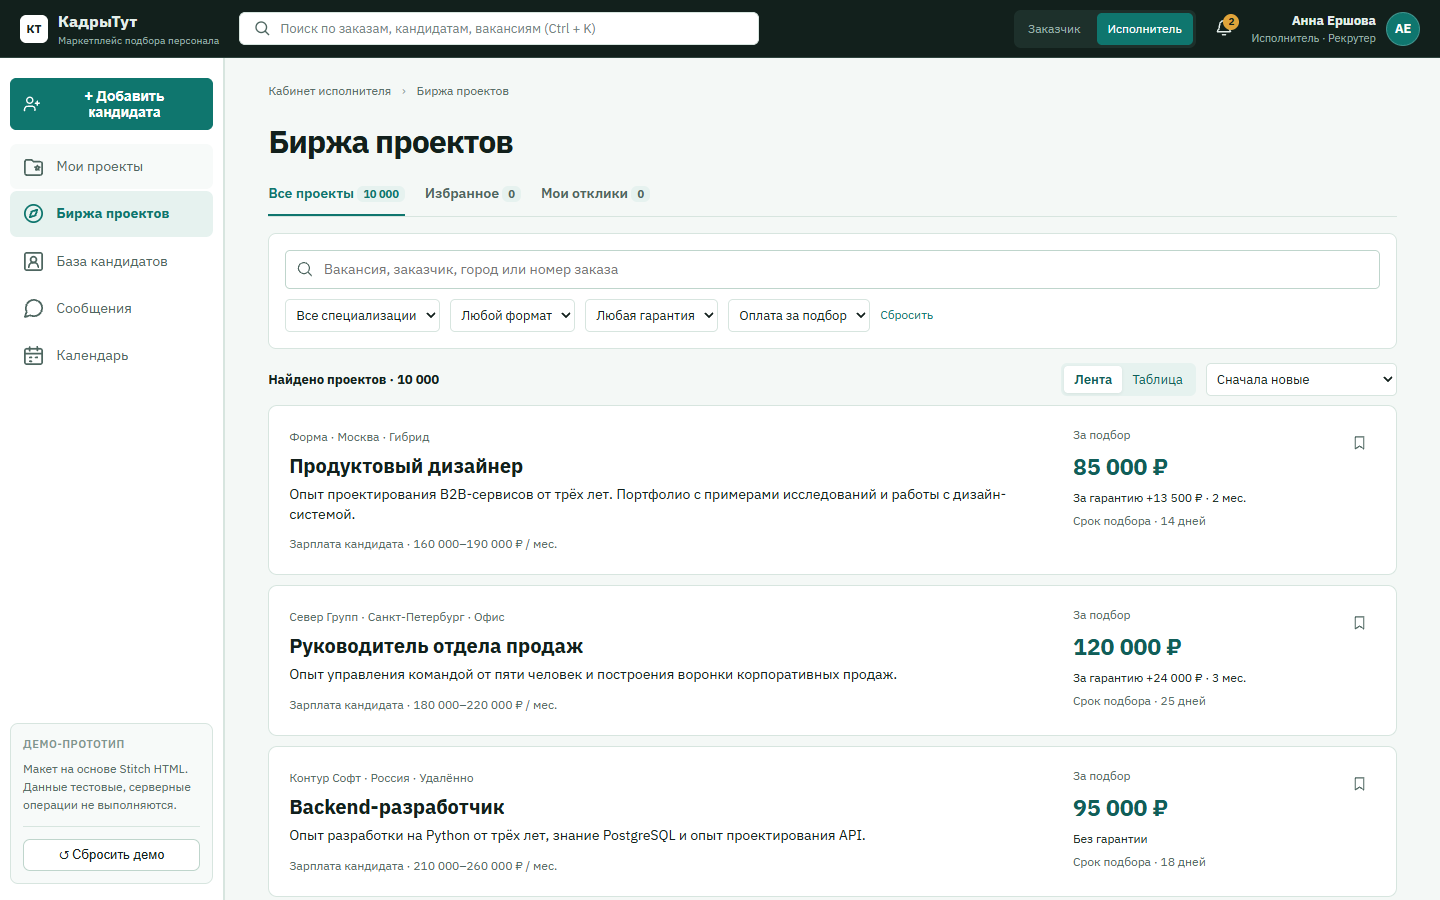 КТ
КадрыТут
Маркетплейс подбора персонала
Поиск по заказам, кандидатам, вакансиям (Ctrl + K)
Заказчик
Исполнитель
2
Анна Ершова
Исполнитель · Рекрутер
АЕ
+ Добавить
кандидата
Мои проекты
Биржа проектов
База кандидатов
Сообщения
Календарь
ДЕМО-ПРОТОТИП
Макет на основе Stitch HTML.
Данные тестовые, серверные
операции не выполняются.
↺ Сбросить демо
Кабинет исполнителя › Биржа проектов
Биржа проектов
Все проекты 10 000
Избранное 0
Мои отклики 0
Вакансия, заказчик, город или номер заказа
Все специализации
Любой формат
Любая гарантия
Оплата за подбор
Сбросить
Найдено проектов · 10 000
Лента
Таблица
Сначала новые
Форма · Москва · Гибрид
Продуктовый дизайнер
Опыт проектирования B2B-сервисов от трёх лет. Портфолио с примерами исследований и работы с дизайн-
системой.
Зарплата кандидата · 160 000–190 000 ₽ / мес.
За подбор
85 000 ₽
За гарантию +13 500 ₽ · 2 мес.
Срок подбора · 14 дней
Север Групп · Санкт-Петербург · Офис
Руководитель отдела продаж
Опыт управления командой от пяти человек и построения воронки корпоративных продаж.
Зарплата кандидата · 180 000–220 000 ₽ / мес.
За подбор
120 000 ₽
За гарантию +24 000 ₽ · 3 мес.
Срок подбора · 25 дней
Контур Софт · Россия · Удалённо
Backend-разработчик
Опыт разработки на Python от трёх лет, знание PostgreSQL и опыт проектирования API.
Зарплата кандидата · 210 000–260 000 ₽ / мес.
За подбор
95 000 ₽
Без гарантии
Срок подбора · 18 дней